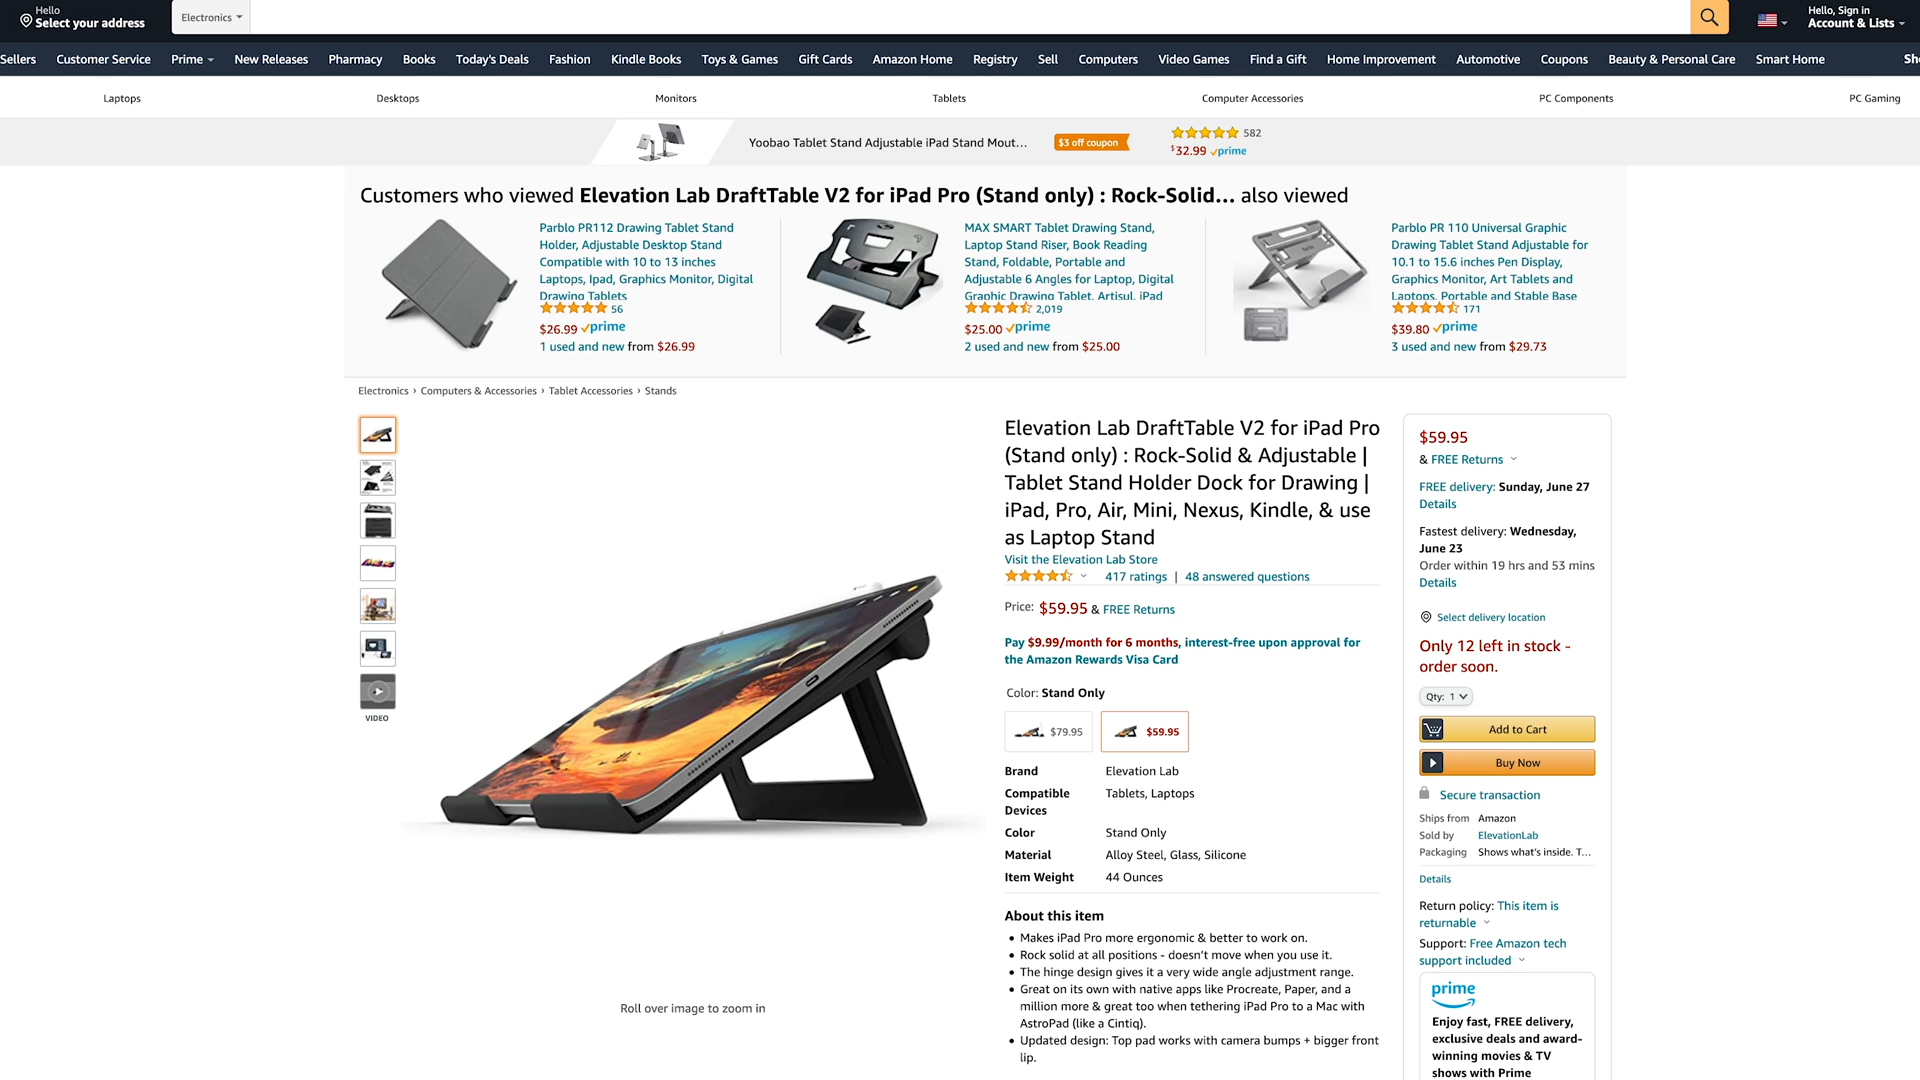 Hello
Select your address
Electronics
Hello, Sign in
Account & Lists
Sellers
Customer Service
Prime
New Releases
Pharmacy
Books
Today's Deals
Fashion
Kindle Books
Toys & Games
Gift Cards
Amazon Home
Registry
Sell
Computers
Video Games
Find a Gift
Home Improvement
Automotive
Coupons
Beauty & Personal Care
Smart Home
Sh
Laptops
Desktops
Monitors
Tablets
Computer Accessories
PC Components
PC Gaming
Yoobao Tablet Stand Adjustable iPad Stand Mout...
$3 off coupon
582
$32.99 prime
Customers who viewed Elevation Lab DraftTable V2 for iPad Pro (Stand only) : Rock-Solid... also viewed
Parblo PR112 Drawing Tablet Stand
Holder, Adjustable Desktop Stand
Compatible with 10 to 13 inches
Laptops, Ipad, Graphics Monitor, Digital
Drawing Tablets
56
$26.99 prime
1 used and new from $26.99
MAX SMART Tablet Drawing Stand,
Laptop Stand Riser, Book Reading
Stand, Foldable, Portable and
Adjustable 6 Angles for Laptop, Digital
Graphic Drawing Tablet, Artisul, iPad
2,019
$25.00 prime
2 used and new from $25.00
Parblo PR 110 Universal Graphic
Drawing Tablet Stand Adjustable for
10.1 to 15.6 inches Pen Display,
Graphics Monitor, Art Tablets and
Laptops, Portable and Stable Base
171
$39.80 prime
3 used and new from $29.73
Electronics › Computers & Accessories › Tablet Accessories › Stands
VIDEO
Roll over image to zoom in
Elevation Lab DraftTable V2 for iPad Pro
(Stand only) : Rock-Solid & Adjustable |
Tablet Stand Holder Dock for Drawing |
iPad, Pro, Air, Mini, Nexus, Kindle, & use
as Laptop Stand
Visit the Elevation Lab Store
417 ratings | 48 answered questions
Price: $59.95 & FREE Returns
Pay $9.99/month for 6 months, interest-free upon approval for
the Amazon Rewards Visa Card
Color: Stand Only
$79.95
$59.95
Brand Elevation Lab
Compatible Tablets, Laptops
Devices
Color Stand Only
Material Alloy Steel, Glass, Silicone
Item Weight 44 Ounces
About this item
• Makes iPad Pro more ergonomic & better to work on.
• Rock solid at all positions - doesn't move when you use it.
• The hinge design gives it a very wide angle adjustment range.
• Great on its own with native apps like Procreate, Paper, and a
million more & great too when tethering iPad Pro to a Mac with
AstroPad (like a Cintiq).
• Updated design: Top pad works with camera bumps + bigger front
lip.
$59.95
& FREE Returns
FREE delivery: Sunday, June 27
Details
Fastest delivery: Wednesday,
June 23
Order within 19 hrs and 53 mins
Details
Select delivery location
Only 12 left in stock -
order soon.
Qty: 1
Add to Cart
Buy Now
Secure transaction
Ships from Amazon
Sold by ElevationLab
Packaging Shows what's inside. T...
Details
Return policy: This item is
returnable
Support: Free Amazon tech
support included
prime
Enjoy fast, FREE delivery,
exclusive deals and award-
winning movies & TV
shows with Prime